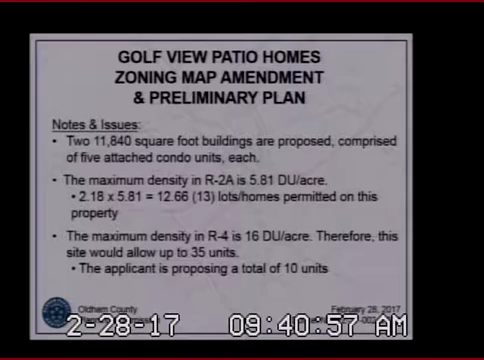 GOLF VIEW PATIO HOMES
ZONING MAP AMENDMENT
& PRELIMINARY PLAN
Notes & Issues:
• Two 11,840 square foot buildings are proposed, comprised
of five attached condo units, each.
• The maximum density in R-2A is 5.81 DU/acre.
• 2.18 x 5.81 = 12.66 (13) lots/homes permitted on this
property
• The maximum density in R-4 is 16 DU/acre. Therefore, this
site would allow up to 35 units.
• The applicant is proposing a total of 10 units
Oldham County
February 28, 2017
2-28-17 09:40:57 AM